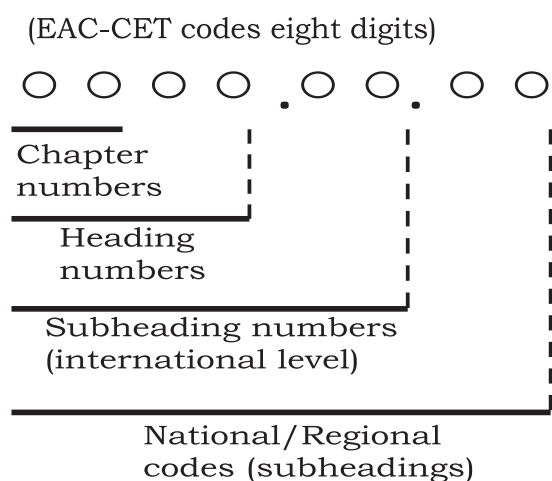 (EAC-CET codes eight digits)
Chapter
numbers
Heading
numbers
Subheading numbers
(international level)
National/Regional
codes (subheadings)